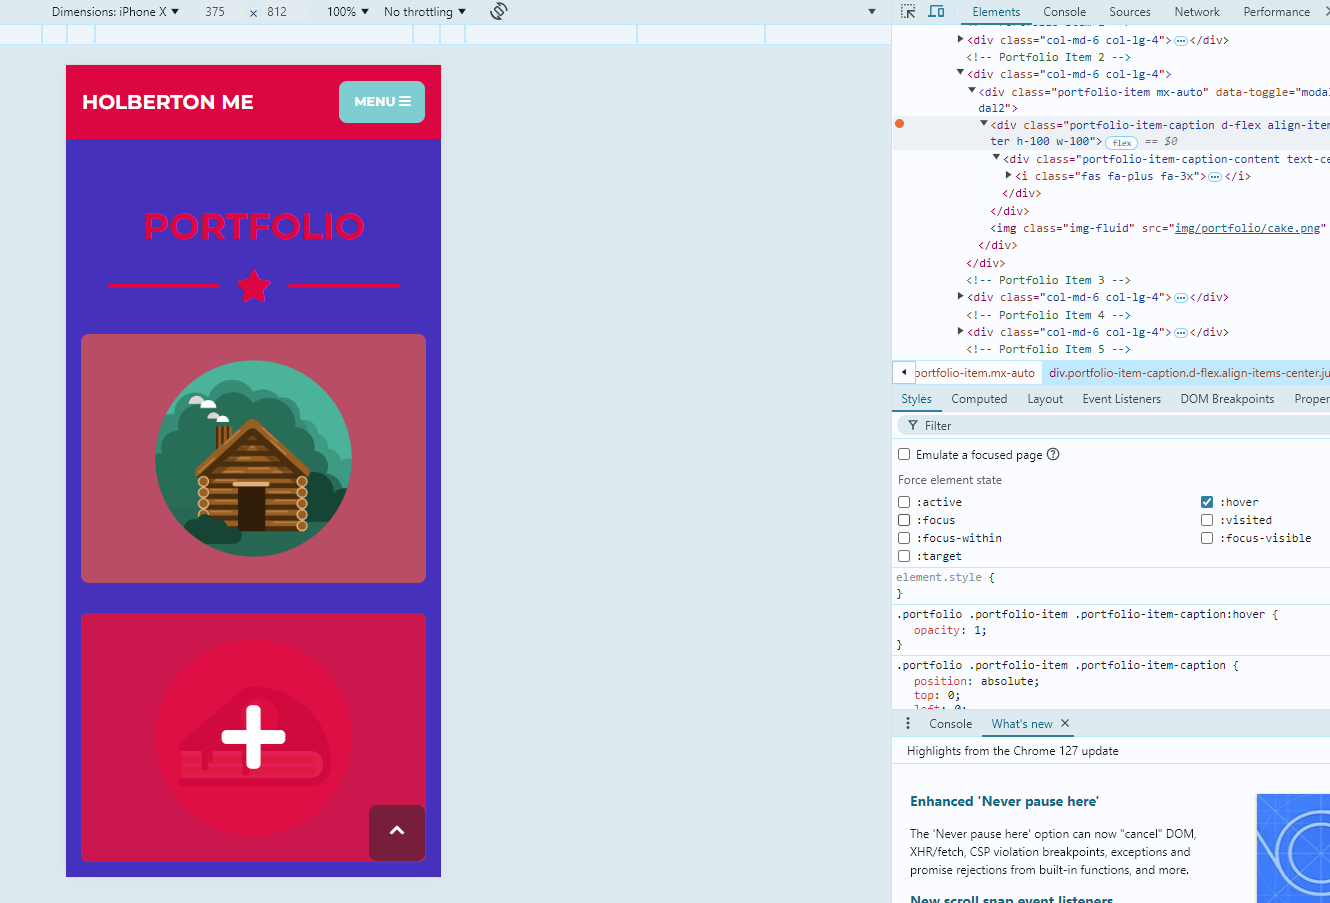 Dimensions: iPhone X ▼ 375 × 812 100% ▼ No throttling ▼
HOLBERTON ME
MENU
PORTFOLIO
Elements Console Sources Network Performance
<div class="col-md-6 col-lg-4"> ⋯ </div>
<!-- Portfolio Item 2 -->
<div class="col-md-6 col-lg-4">
<div class="portfolio-item mx-auto" data-toggle="modal
dal2">
<div class="portfolio-item-caption d-flex align-item
ter h-100 w-100"> flex == $0
<div class="portfolio-item-caption-content text-ce
<i class="fas fa-plus fa-3x"> ⋯ </i>
</div>
</div>
<img class="img-fluid" src="img/portfolio/cake.png"
</div>
</div>
<!-- Portfolio Item 3 -->
<div class="col-md-6 col-lg-4"> ⋯ </div>
<!-- Portfolio Item 4 -->
<div class="col-md-6 col-lg-4"> ⋯ </div>
<!-- Portfolio Item 5 -->
portfolio-item.mx-auto div.portfolio-item-caption.d-flex.align-items-center.ju
Styles Computed Layout Event Listeners DOM Breakpoints Proper
Filter
Emulate a focused page ?
Force element state
:active :hover
:focus :visited
:focus-within :focus-visible
:target
element.style {
}
.portfolio .portfolio-item .portfolio-item-caption:hover {
opacity: 1;
}
.portfolio .portfolio-item .portfolio-item-caption {
position: absolute;
top: 0;
left: 0;
Console What's new ×
Highlights from the Chrome 127 update
Enhanced 'Never pause here'
The 'Never pause here' option can now "cancel" DOM,
XHR/fetch, CSP violation breakpoints, exceptions and
promise rejections from built-in functions, and more.
New scroll snap event listeners